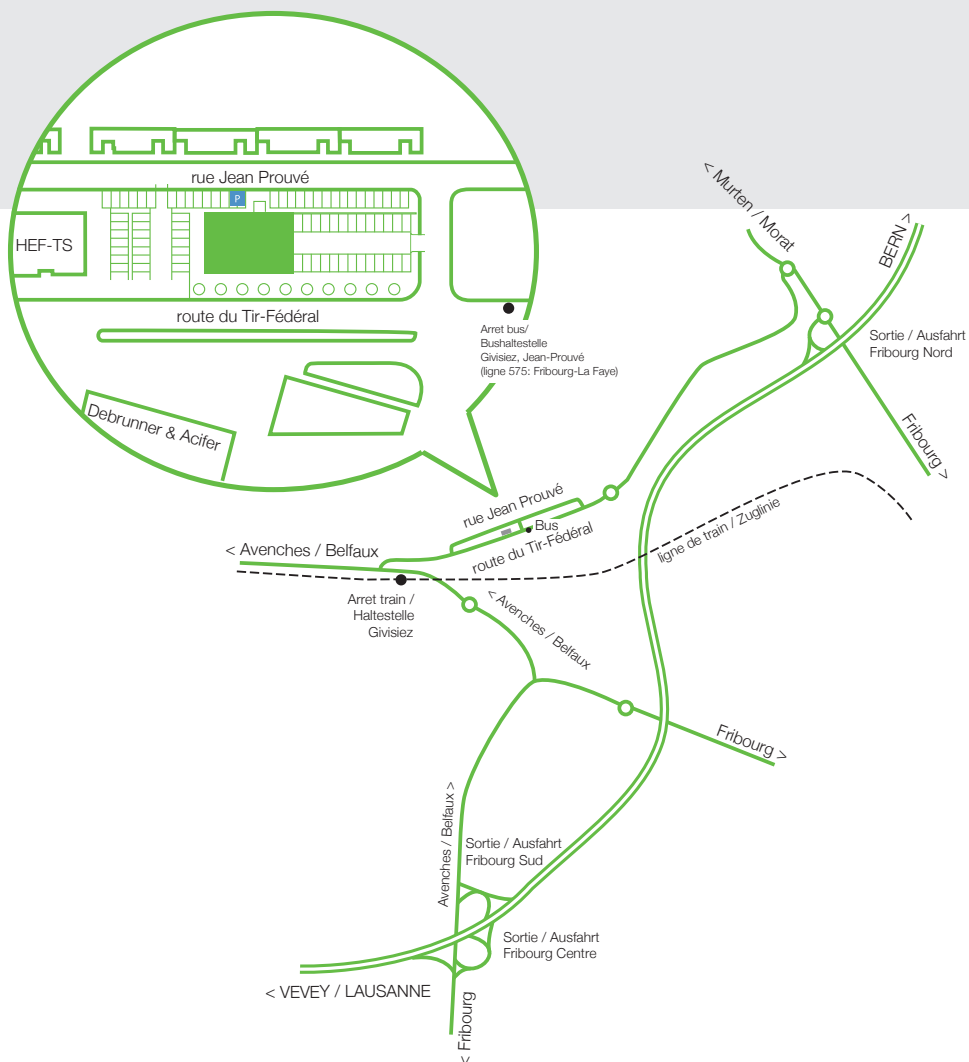 rue Jean Prouvé
P
HEF-TS
route du Tir-Fédéral
Debrunner & Acifer
Arret bus/
Bushaltestelle
Givisiez, Jean-Prouvé
(ligne 575: Fribourg-La Faye)
< Murten / Morat
BERN >
Sortie / Ausfahrt
Fribourg Nord
Fribourg >
rue Jean Prouvé
Bus
route du Tir-Fédéral
ligne de train / Zuglinie
< Avenches / Belfaux
Arret train /
Haltestelle
Givisiez
< Avenches / Belfaux
Fribourg >
Avenches / Belfaux >
Sortie / Ausfahrt
Fribourg Sud
Sortie / Ausfahrt
Fribourg Centre
< VEVEY / LAUSANNE
< Fribourg